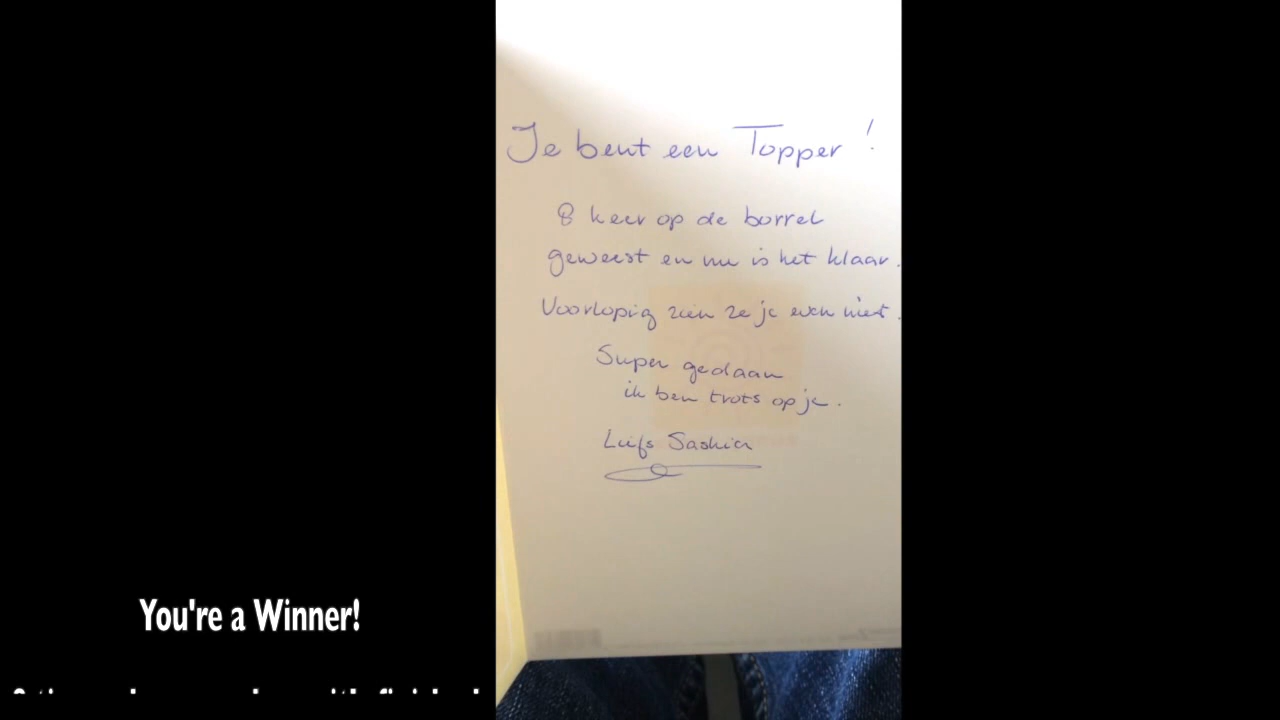 Je bent een Topper !
8 keer op de borrel
geweest en nu is het klaar.
Voorlopig zien ze je even niet.
Super gedaan
ik ben trots op je.
Liefs Saskia
You're a Winner!